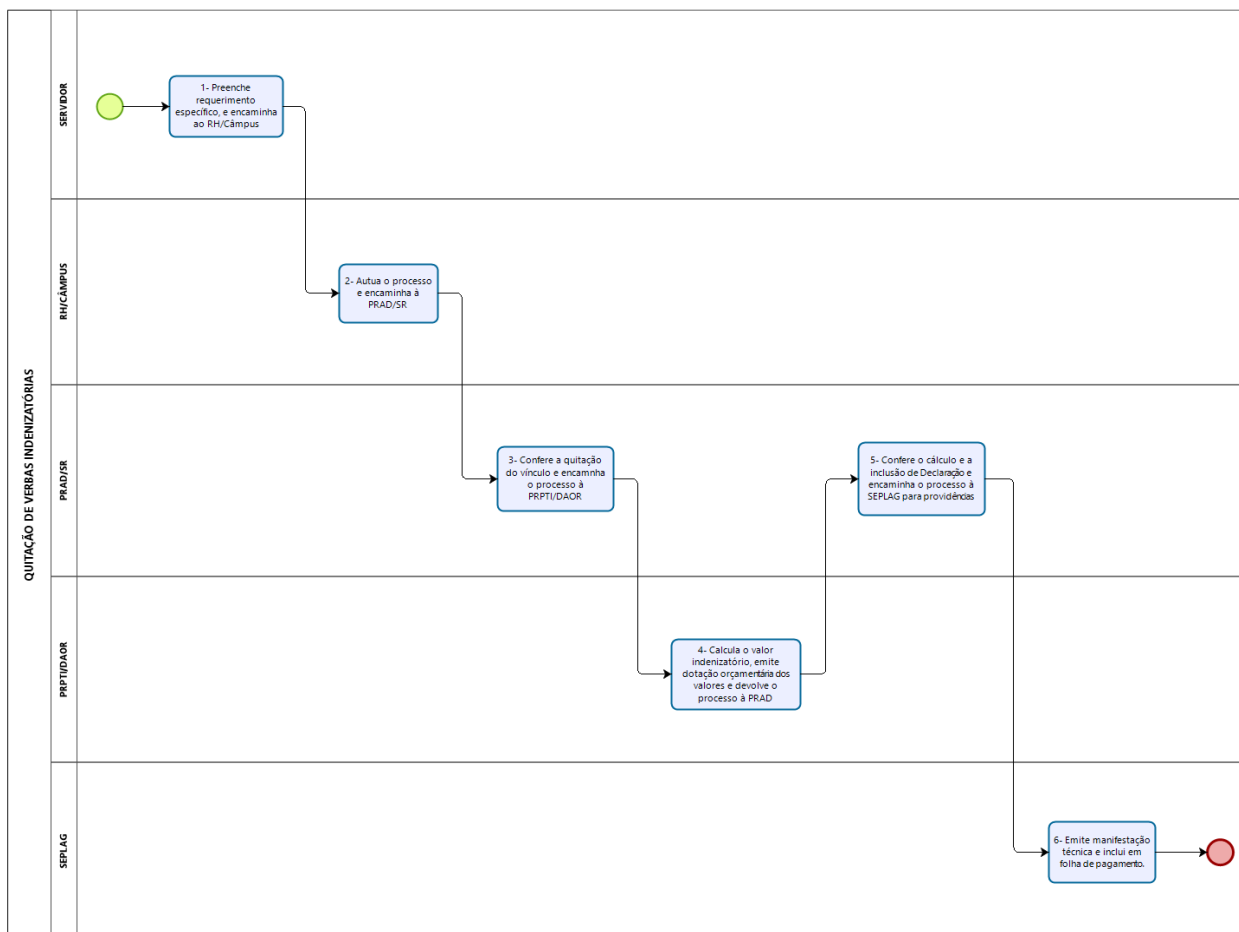 QUITAÇÃO DE VERBAS INDENIZATÓRIAS
SERVIDOR
1- Preenche
requerimento
específico, e encaminha
ao RH/Câmpus
RH/CÂMPUS
2- Autua o processo
e encaminha à
PRAD/SR
PRAD/SR
3- Confere a quitação
do vínculo e encamnha
o processo à
PRPTI/DAOR
5- Confere o cálculo e a
inclusão de Declaração e
encaminha o processo à
SEPLAG para providências
PRPTI/DAOR
4- Calcula o valor
indenizatório, emite
dotação orçamentária dos
valores e devolve o
processo à PRAD
SEPLAG
6- Emite manifestação
técnica e inclui em
folha de pagamento.